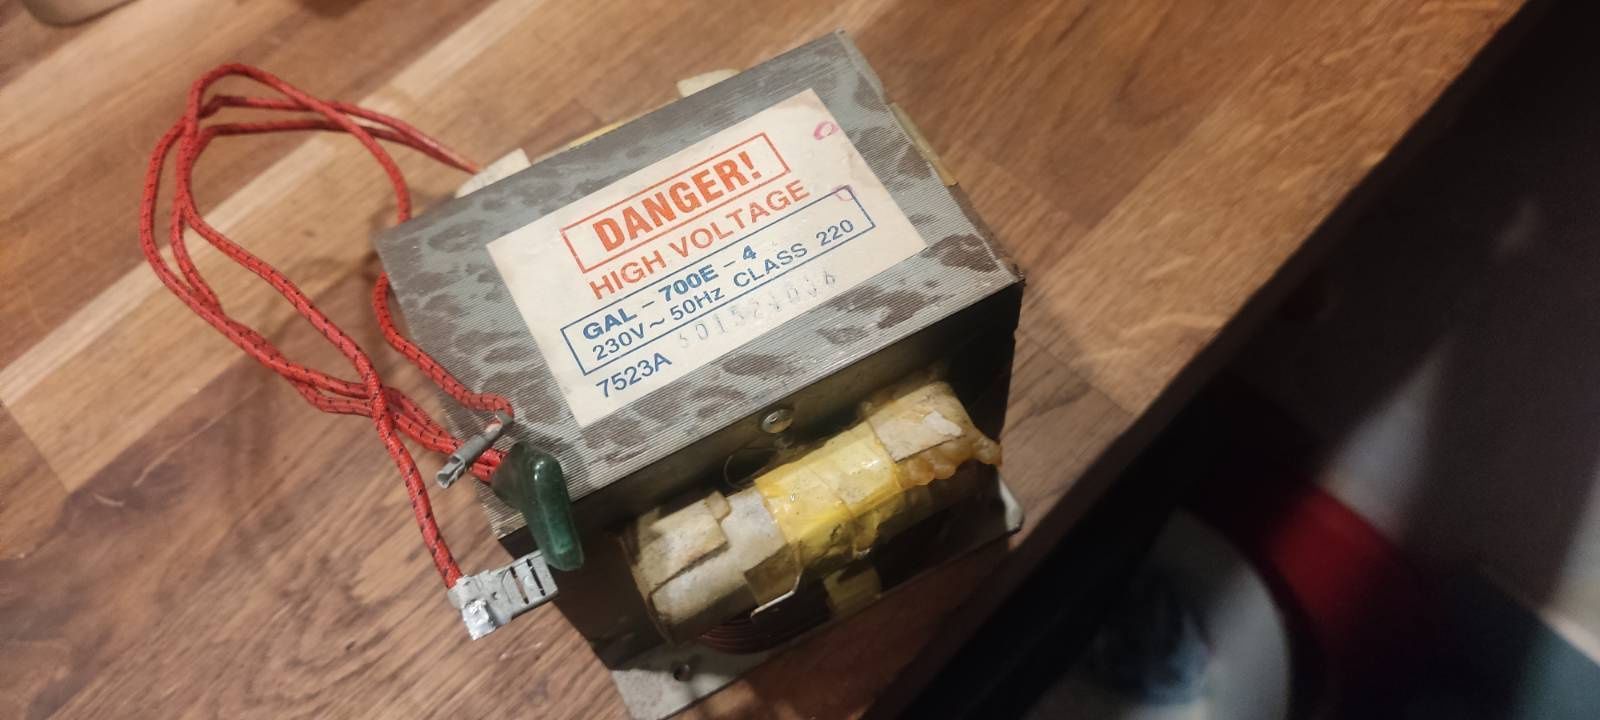 DANGER!
HIGH VOLTAGE
GAL-700E-4
230V~50Hz CLASS 220
7523A